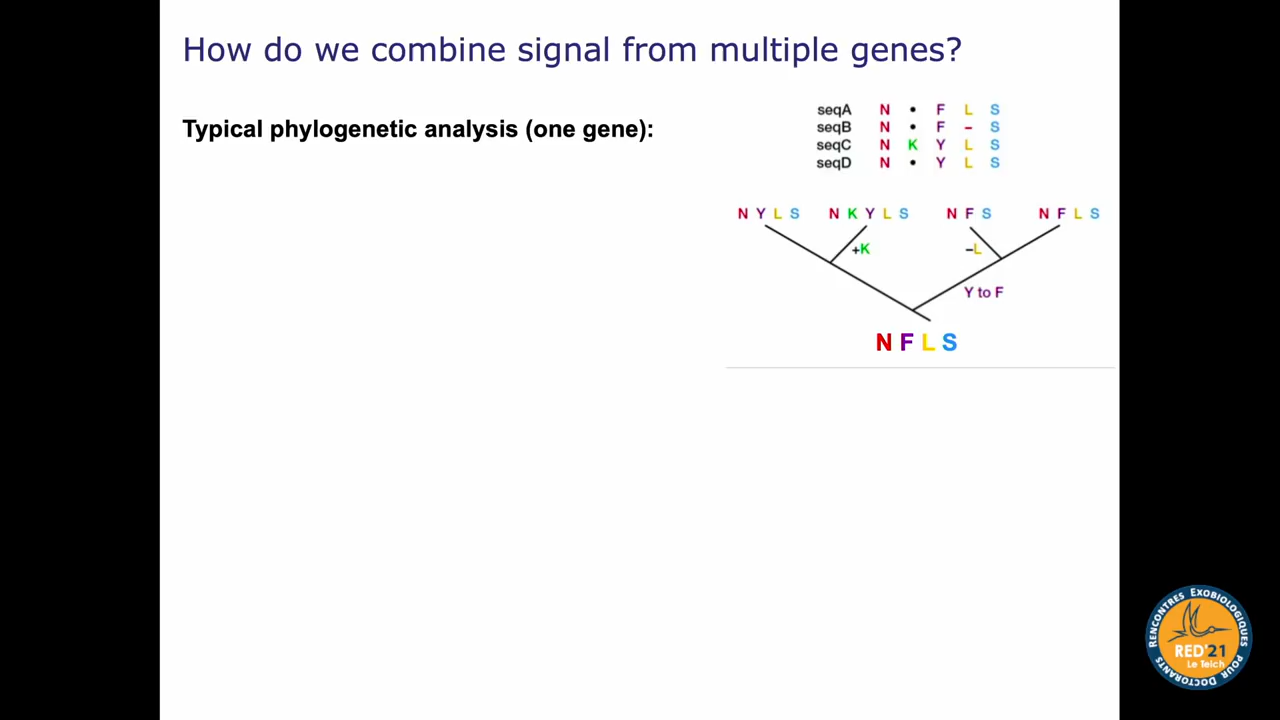 How do we combine signal from multiple genes?
Typical phylogenetic analysis (one gene):
seqA N • F L S
seqB N • F – S
seqC N K Y L S
seqD N • Y L S
N Y L S N K Y L S N F S N F L S
+K –L
Y to F
N F L S
RENCONTRES EXOBIOLOGIQUES POUR DOCTORANTS
RED'21
Le Teich